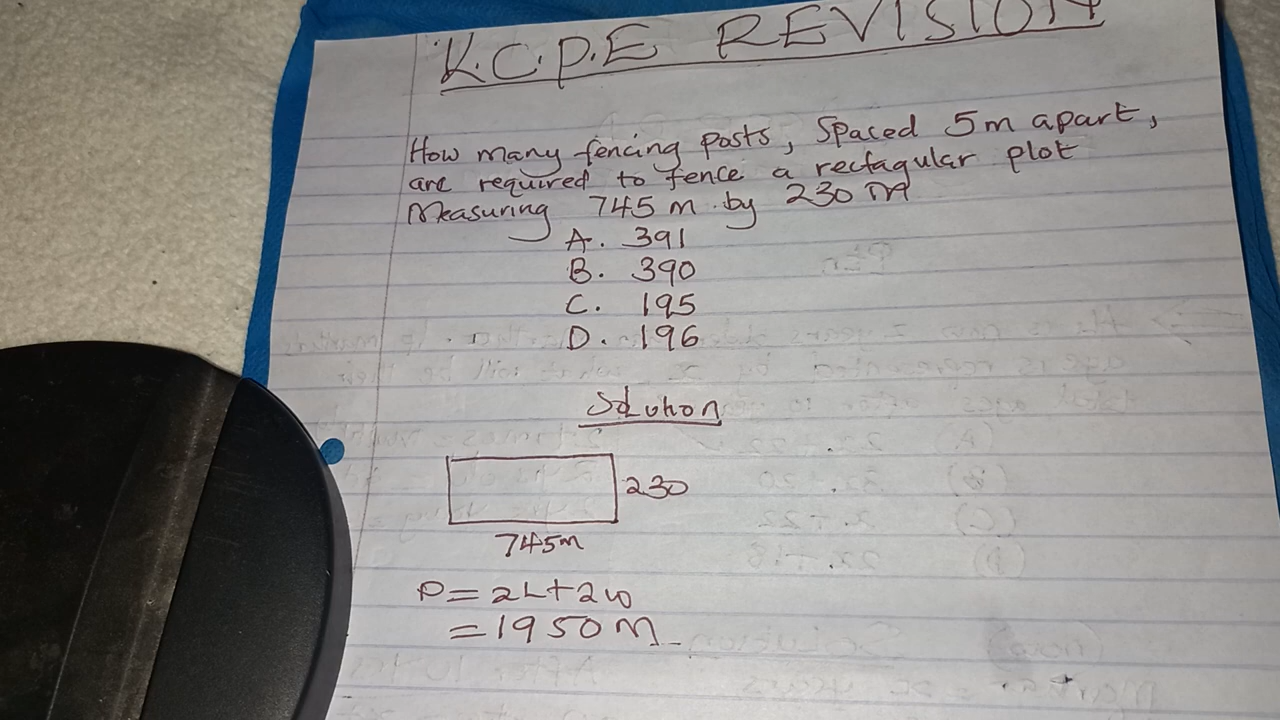 K.C.P.E REVISION
How many fencing posts, Spaced 5m apart,
are required to fence a rectagular plot
Measuring 745 m by 230 m
A. 391
B. 390
C. 195
D. 196
Solution
230
745m
P = 2L + 2w
= 1950 M